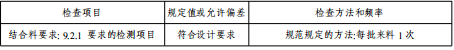 检查项目 规定值或允许偏差 检查方法和频率
结合料要求: 9.2.1 要求的检测项目 符合设计要求 规范规定的方法;每批来料 1 次